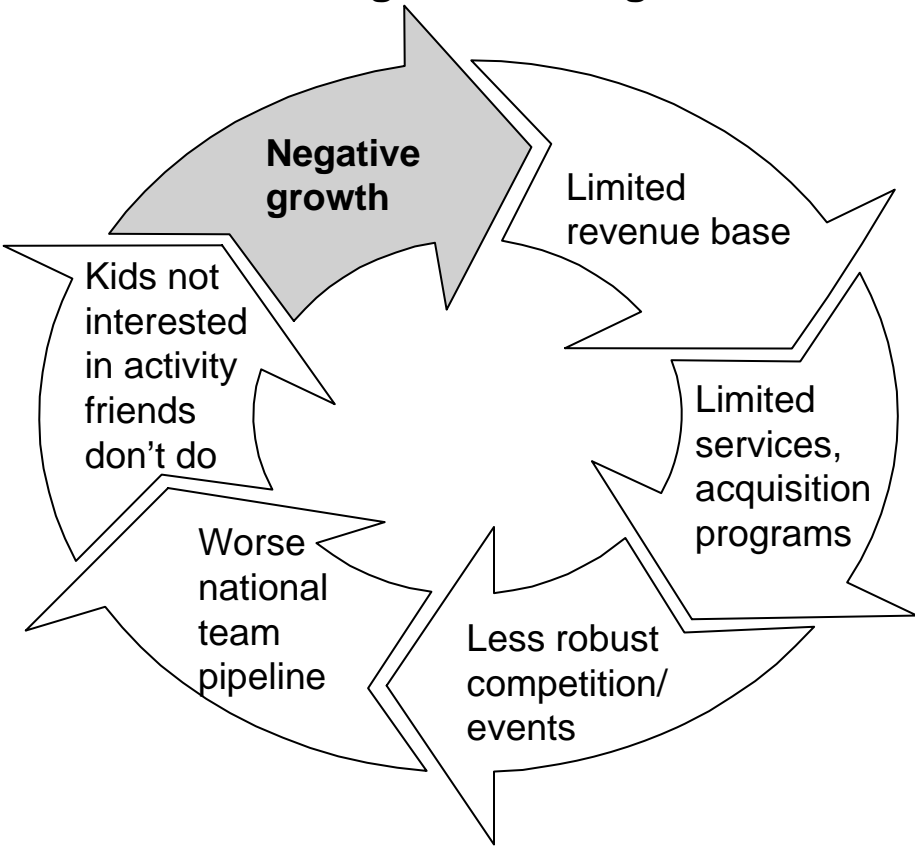 Negative
growth
Limited
revenue base
Limited
services,
acquisition
programs
Less robust
competition/
events
Worse
national
team
pipeline
Kids not
interested
in activity
friends
don’t do